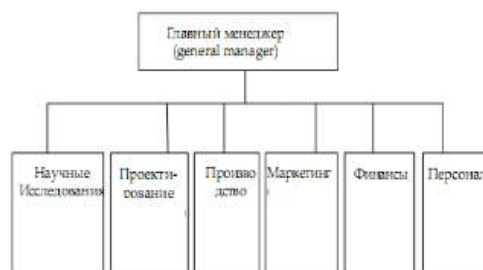 Главный менеджер
(general manager)
Научные
Исследования
Проекти-
рование
Произво
дство
Маркетинг
Финансы
Персонал